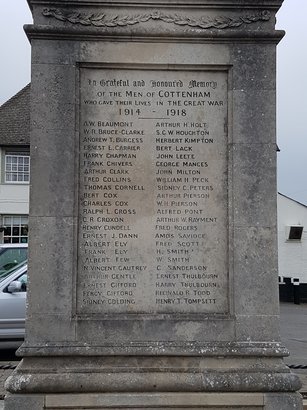 In Grateful and Honoured Memory
OF THE MEN OF COTTENHAM
WHO GAVE THEIR LIVES IN THE GREAT WAR
1914 - 1918
A.W. BEAUMONT
W.R. BRUCE-CLARKE
ANDREW T. BURGESS
ERNEST L. CARRIER
HARRY CHAPMAN
FRANK CHIVERS
ARTHUR CLARK
FRED COLLINS
THOMAS CORNELL
BERT COX
CHARLES COX
RALPH L. CROSS
C.R. CROXON
HENRY CUNDELL
ERNEST J. DANN
ALBERT ELY
FRANK ELY
ALBERT FEW
N. VINCENT GAUTREY
ARTHUR GENTLE
ERNEST GIFFORD
PERCY GIFFORD
SIDNEY GOLDING
ARTHUR H. HOLT
S.G.W. HOUGHTON
HERBERT KIMPTON
BERT LACK
JOHN LEETE
GEORGE MANCES
JOHN MILTON
WILLIAM H. PECK
SIDNEY C. PETERS
ARTHUR PIERSON
W.H. PIERSON
ALFRED PONT
ARTHUR W. RAYMENT
FRED ROGERS
AMOS SAVIDGE
FRED SCOTT
H. SMITH
W. SMITH
C. SANDERSON
ERNEST THULBOURN
HARRY THULBOURN
REGINALD R. TODD
HENRY T. TOMPSETT